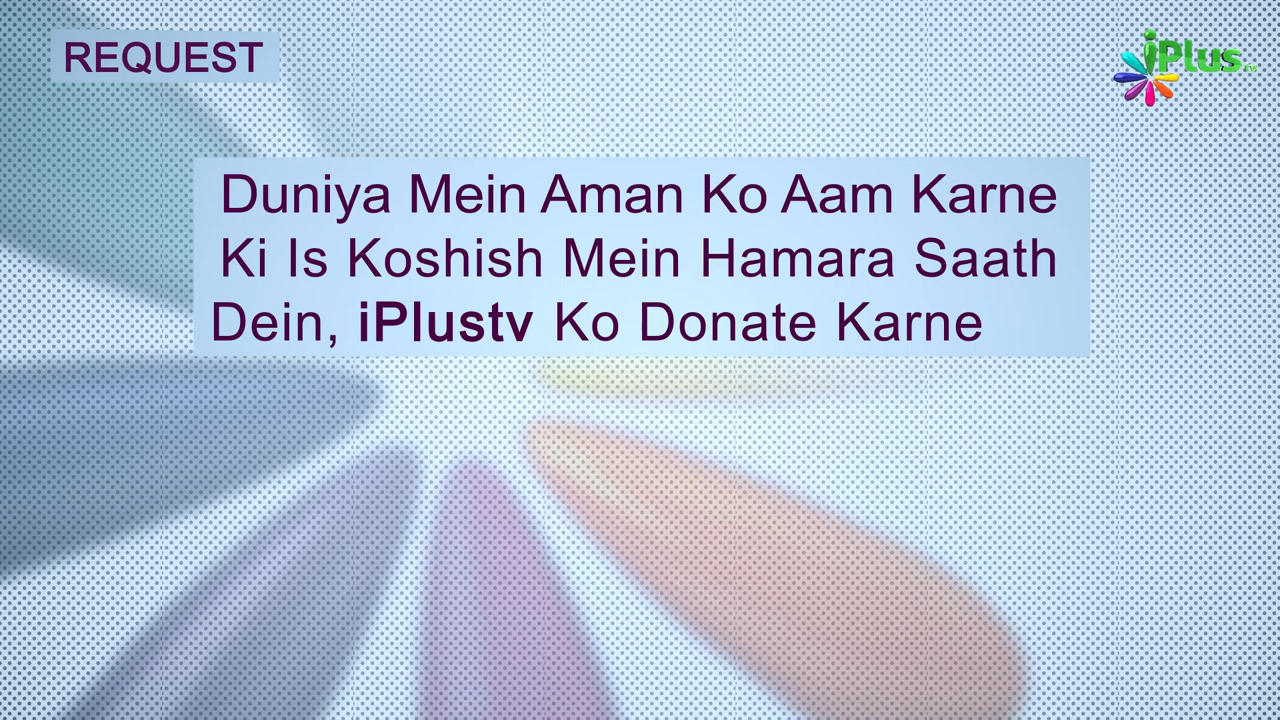 REQUEST
iPlus.tv
Duniya Mein Aman Ko Aam Karne
Ki Is Koshish Mein Hamara Saath
Dein, iPlustv Ko Donate Karne